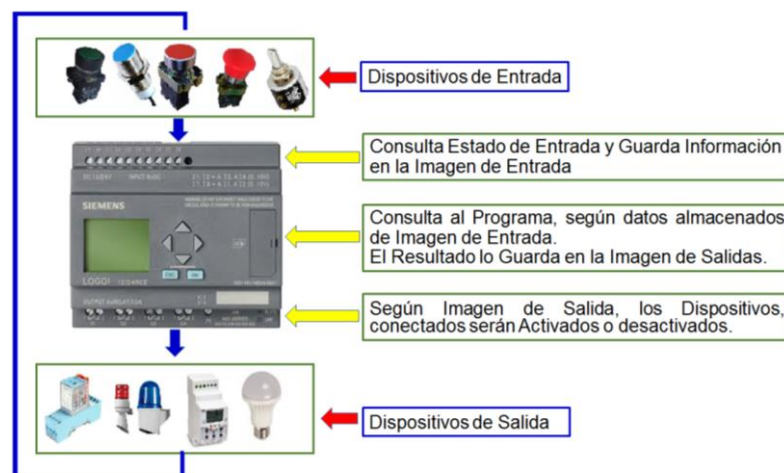 Dispositivos de Entrada
Consulta Estado de Entrada y Guarda Información
en la Imagen de Entrada
SIEMENS
Consulta al Programa, según datos almacenados
de Imagen de Entrada.
El Resultado lo Guarda en la Imagen de Salidas.
LOGO!
Según Imagen de Salida, los Dispositivos,
conectados serán Activados o desactivados.
Dispositivos de Salida